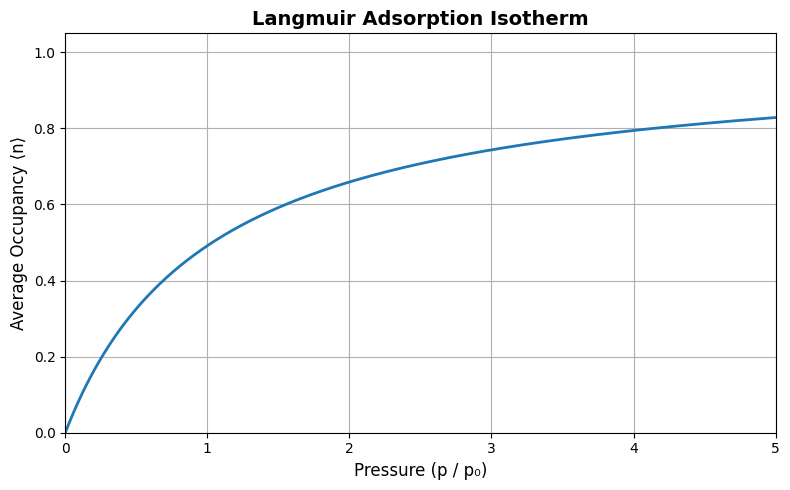 Langmuir Adsorption Isotherm
Average Occupancy ⟨n⟩
1.0
0.8
0.6
0.4
0.2
0.0
0 1 2 3 4 5
Pressure (p / p₀)